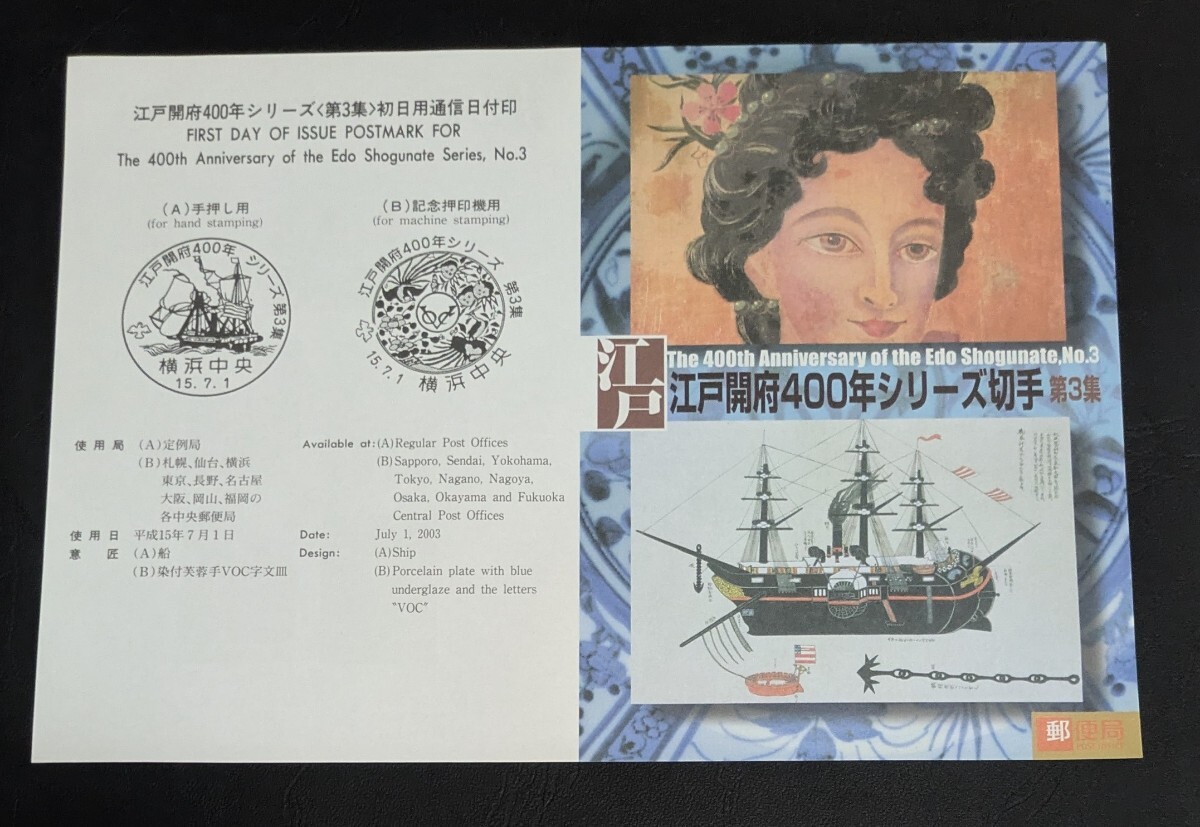 江戸開府400年シリーズ〈第3集〉初日用通信日付印
FIRST DAY OF ISSUE POSTMARK FOR
The 400th Anniversary of the Edo Shogunate Series, No.3
(A)手押し用
(for hand stamping)
(B)記念押印機用
(for machine stamping)
江戸開府400年 シリーズ 第3集
横浜中央
15.7.1
江戸開府400年シリーズ 第3集
15.7.1 横浜中央
使用局 (A)定例局
(B)札幌、仙台、横浜
東京、長野、名古屋
大阪、岡山、福岡の
各中央郵便局
使用日 平成15年7月1日
意匠 (A)船
(B)染付芙蓉手VOC字文皿
Available at: (A)Regular Post Offices
(B)Sapporo, Sendai, Yokohama,
Tokyo, Nagano, Nagoya,
Osaka, Okayama and Fukuoka
Central Post Offices
Date: July 1, 2003
Design: (A)Ship
(B)Porcelain plate with blue
underglaze and the letters
"VOC"
江戸
The 400th Anniversary of the Edo Shogunate,No.3
江戸開府400年シリーズ切手 第3集
郵便局
POST OFFICE